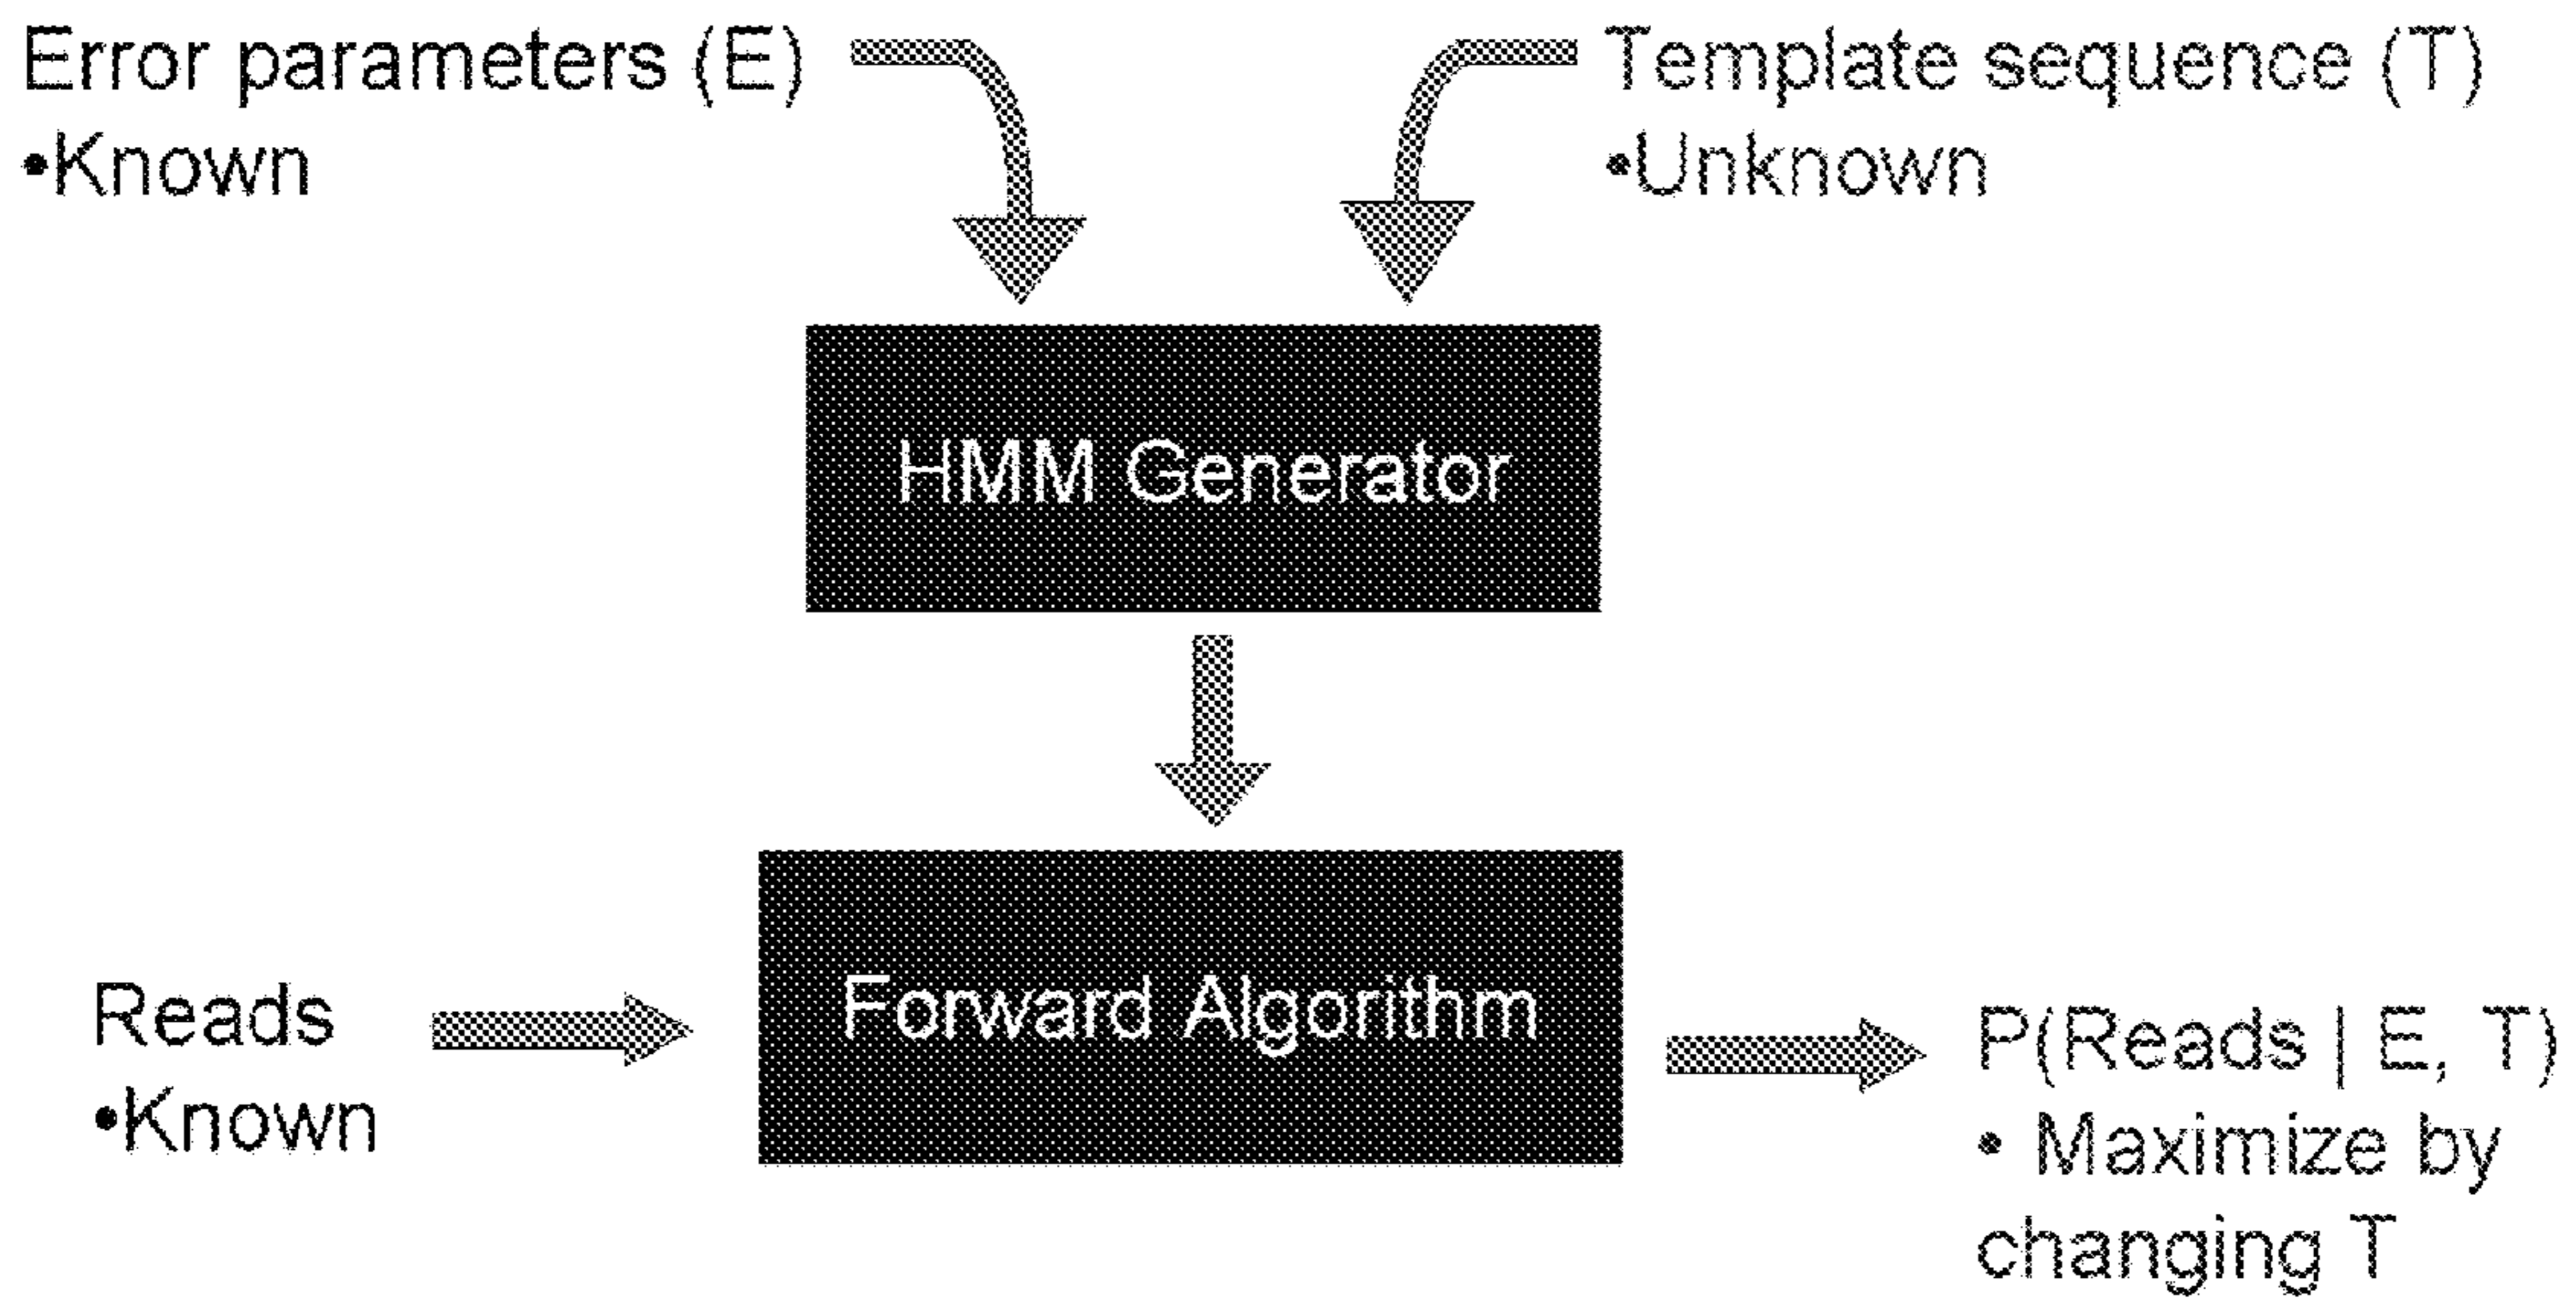 Error parameters (E)
•Known
Template sequence (T)
•Unknown
HMM Generator
Forward Algorithm
Reads
•Known
P(Reads | E, T)
• Maximize by
changing T